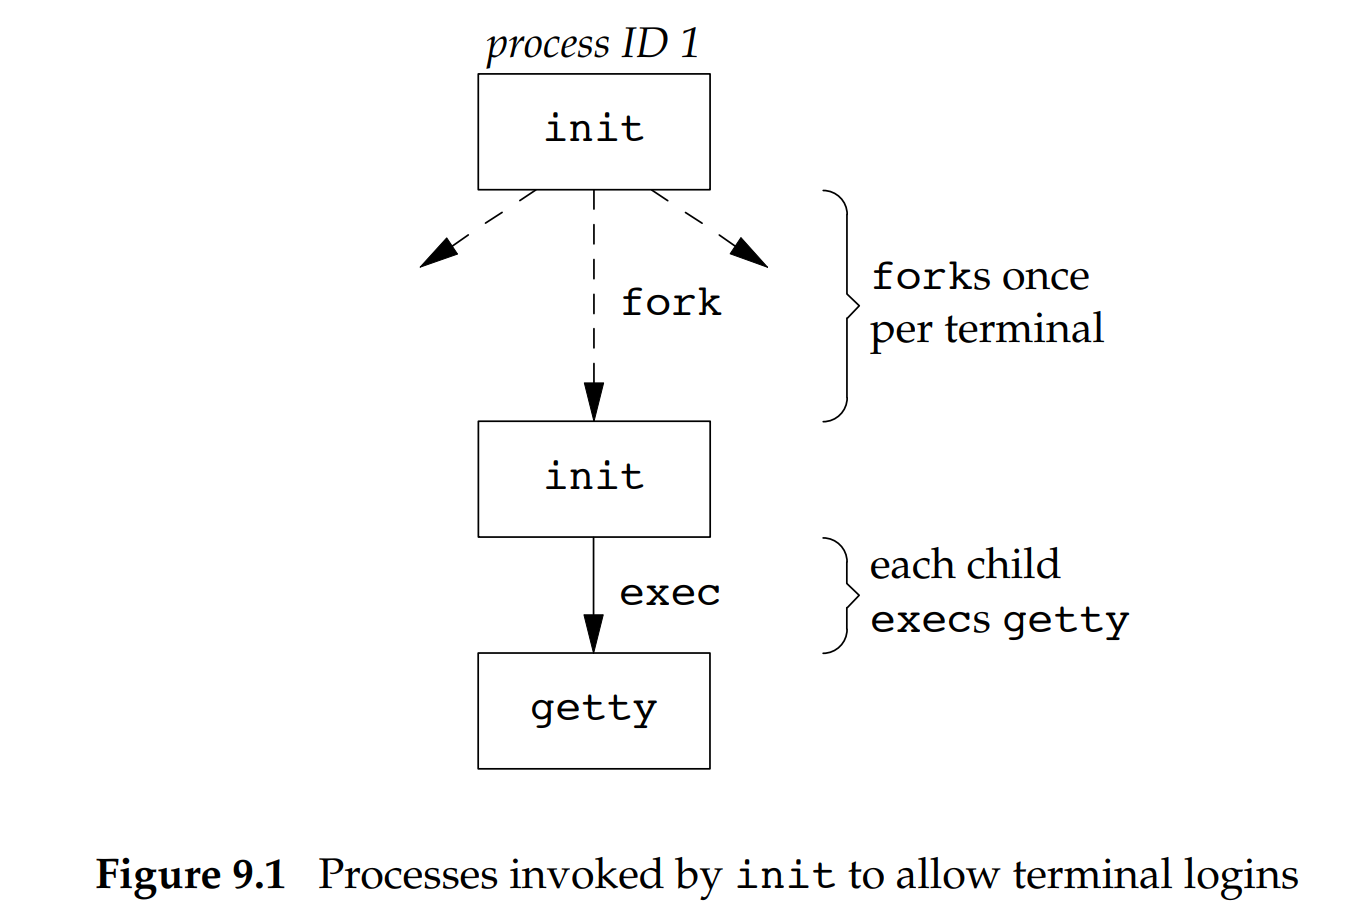 process ID 1
init
fork
forks once
per terminal
init
exec
each child
execs getty
getty
Figure 9.1 Processes invoked by init to allow terminal logins